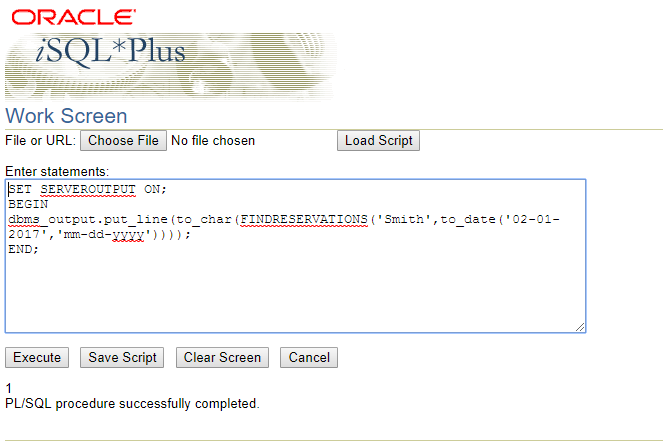 ORACLE
iSQL*Plus
Work Screen
File or URL: Choose File No file chosen Load Script
Enter statements:
SET SERVEROUTPUT ON;
BEGIN
dbms_output.put_line(to_char(FINDRESERVATIONS('Smith',to_date('02-01-
2017','mm-dd-yyyy'))));
END;
Execute Save Script Clear Screen Cancel
1
PL/SQL procedure successfully completed.